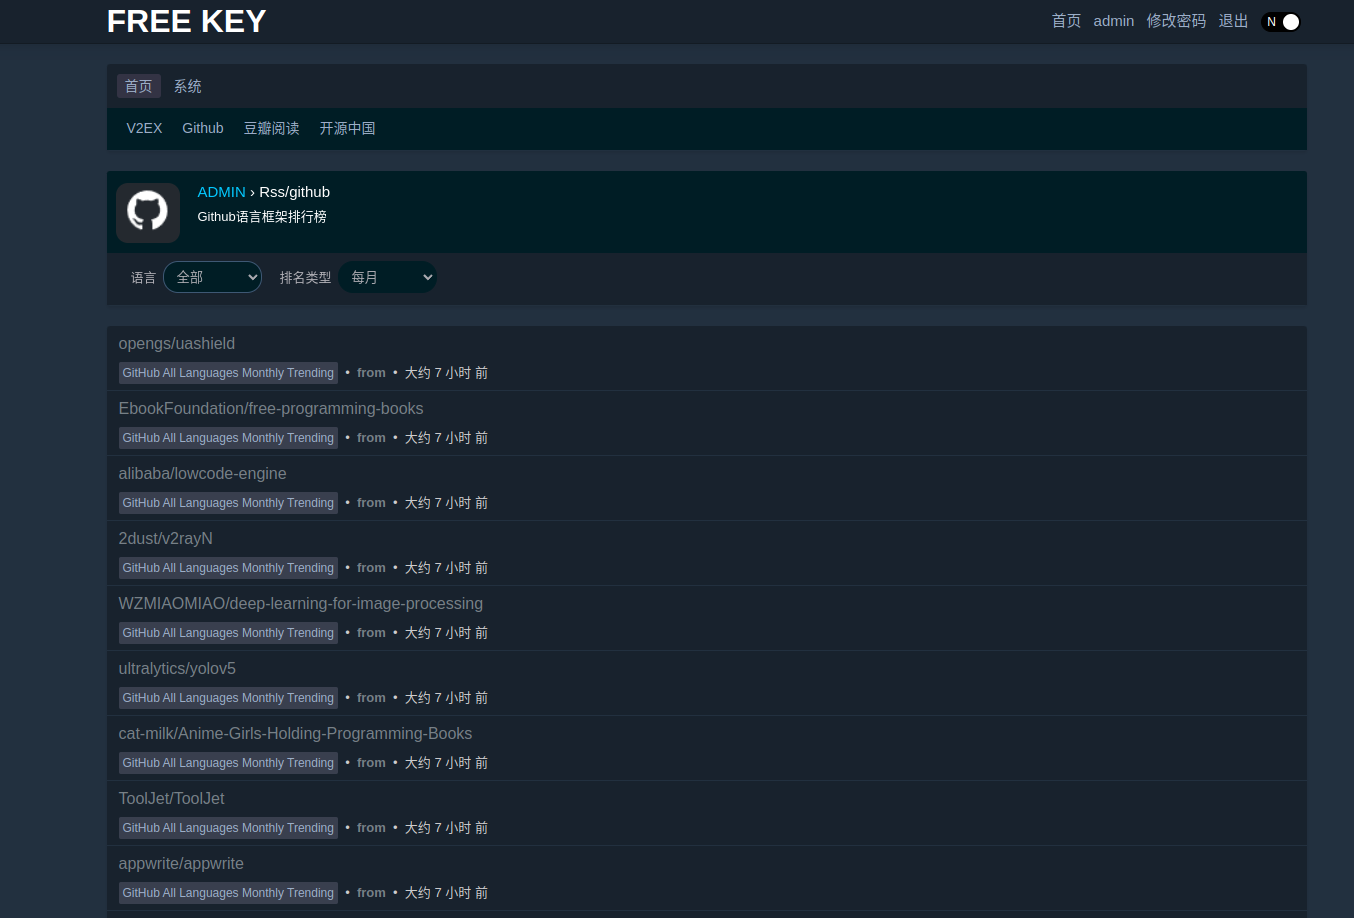 FREE KEY
首页 admin 修改密码 退出 N
首页 系统
V2EX Github 豆瓣阅读 开源中国
ADMIN › Rss/github
Github语言框架排行榜
语言 全部 排名类型 每月
opengs/uashield
GitHub All Languages Monthly Trending • from • 大约 7 小时 前
EbookFoundation/free-programming-books
GitHub All Languages Monthly Trending • from • 大约 7 小时 前
alibaba/lowcode-engine
GitHub All Languages Monthly Trending • from • 大约 7 小时 前
2dust/v2rayN
GitHub All Languages Monthly Trending • from • 大约 7 小时 前
WZMIAOMIAO/deep-learning-for-image-processing
GitHub All Languages Monthly Trending • from • 大约 7 小时 前
ultralytics/yolov5
GitHub All Languages Monthly Trending • from • 大约 7 小时 前
cat-milk/Anime-Girls-Holding-Programming-Books
GitHub All Languages Monthly Trending • from • 大约 7 小时 前
ToolJet/ToolJet
GitHub All Languages Monthly Trending • from • 大约 7 小时 前
appwrite/appwrite
GitHub All Languages Monthly Trending • from • 大约 7 小时 前